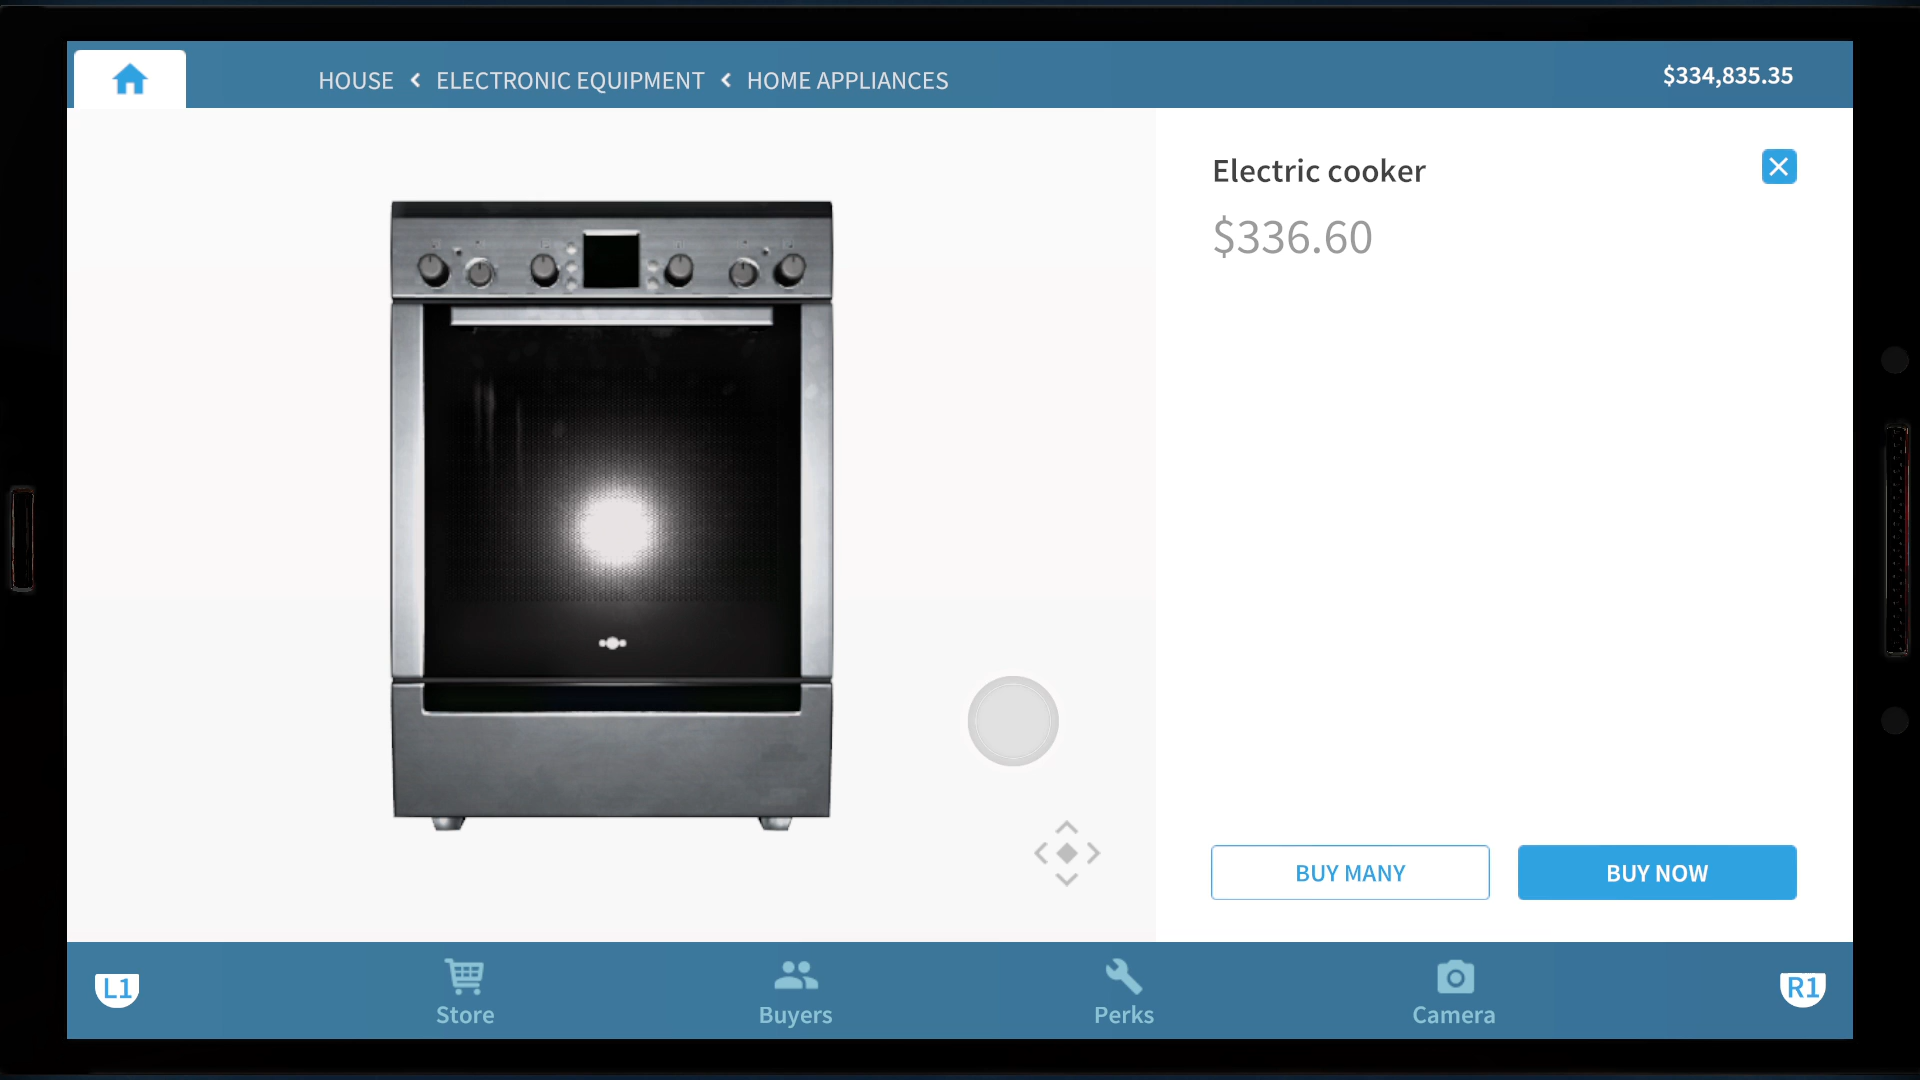 HOUSE < ELECTRONIC EQUIPMENT < HOME APPLIANCES
$334,835.35
Electric cooker
$336.60
BUY MANY
BUY NOW
L1
Store
Buyers
Perks
Camera
R1